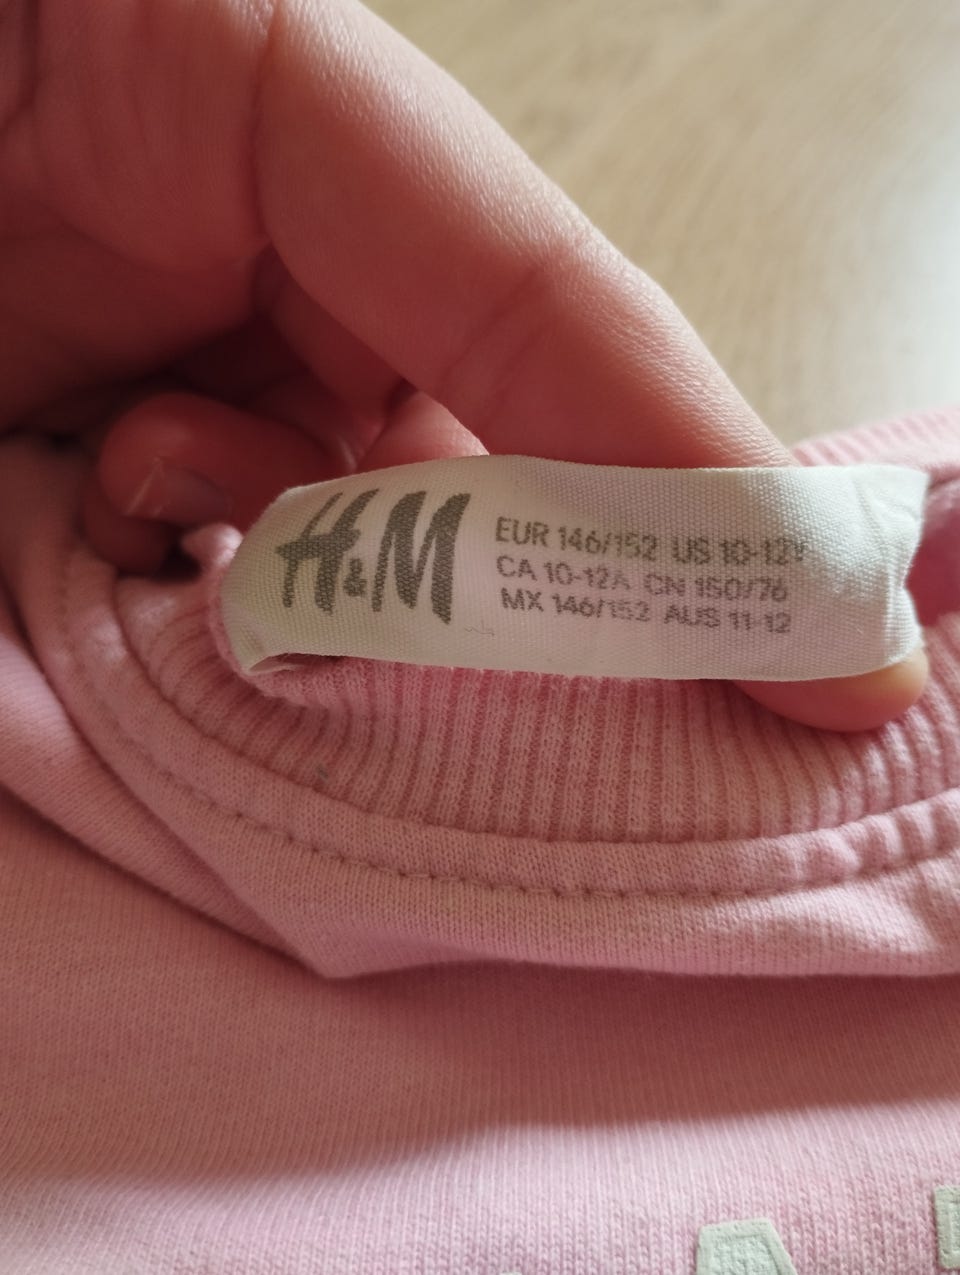 H&M
EUR 146/152 US 10-12Y
CA 10-12A CN 150/76
MX 146/152 AUS 11-12
A